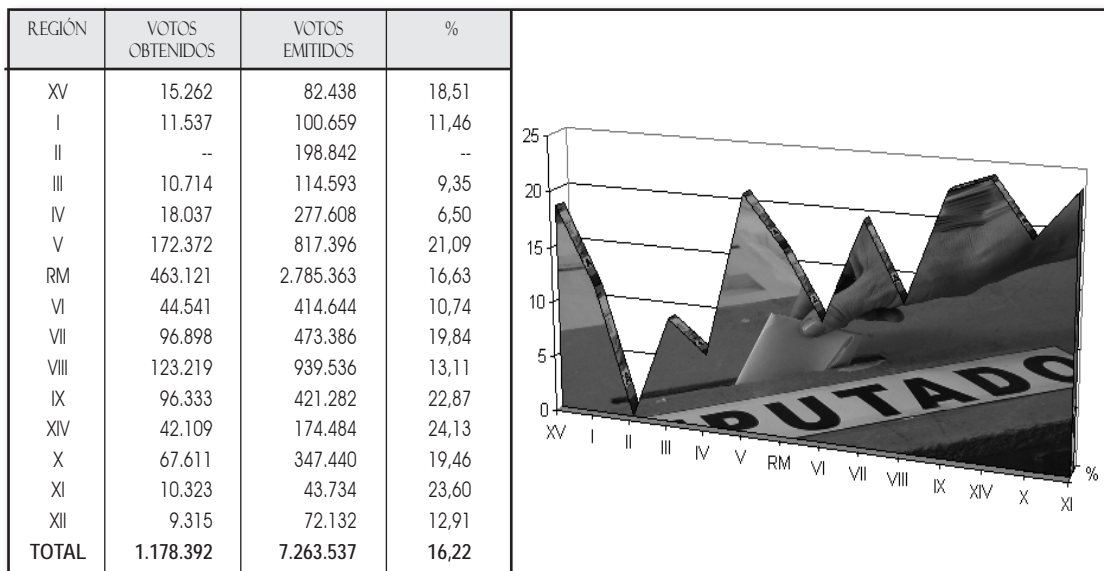 REGIÓN VOTOS OBTENIDOS VOTOS EMITIDOS %
XV 15.262 82.438 18,51
I 11.537 100.659 11,46
II -- 198.842 --
III 10.714 114.593 9,35
IV 18.037 277.608 6,50
V 172.372 817.396 21,09
RM 463.121 2.785.363 16,63
VI 44.541 414.644 10,74
VII 96.898 473.386 19,84
VIII 123.219 939.536 13,11
IX 96.333 421.282 22,87
XIV 42.109 174.484 24,13
X 67.611 347.440 19,46
XI 10.323 43.734 23,60
XII 9.315 72.132 12,91
TOTAL 1.178.392 7.263.537 16,22
25
20
15
10
5
0
PUTADO
XV I II III IV V RM VI VII VIII IX XIV X XI
%